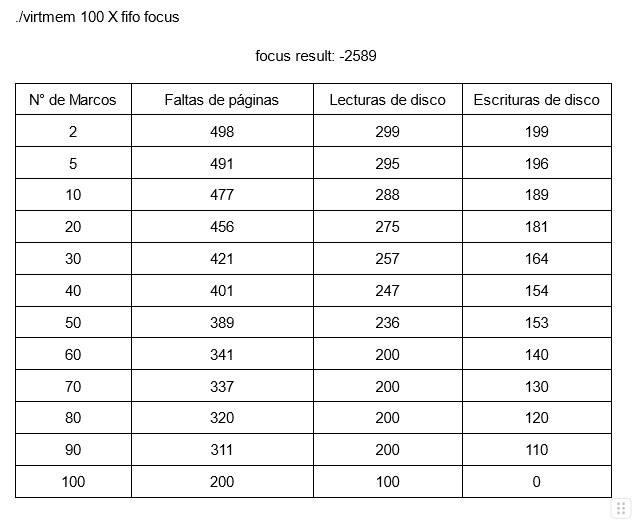 ./virtmem 100 X fifo focus
focus result: -2589
N° de Marcos Faltas de páginas Lecturas de disco Escrituras de disco
2 498 299 199
5 491 295 196
10 477 288 189
20 456 275 181
30 421 257 164
40 401 247 154
50 389 236 153
60 341 200 140
70 337 200 130
80 320 200 120
90 311 200 110
100 200 100 0